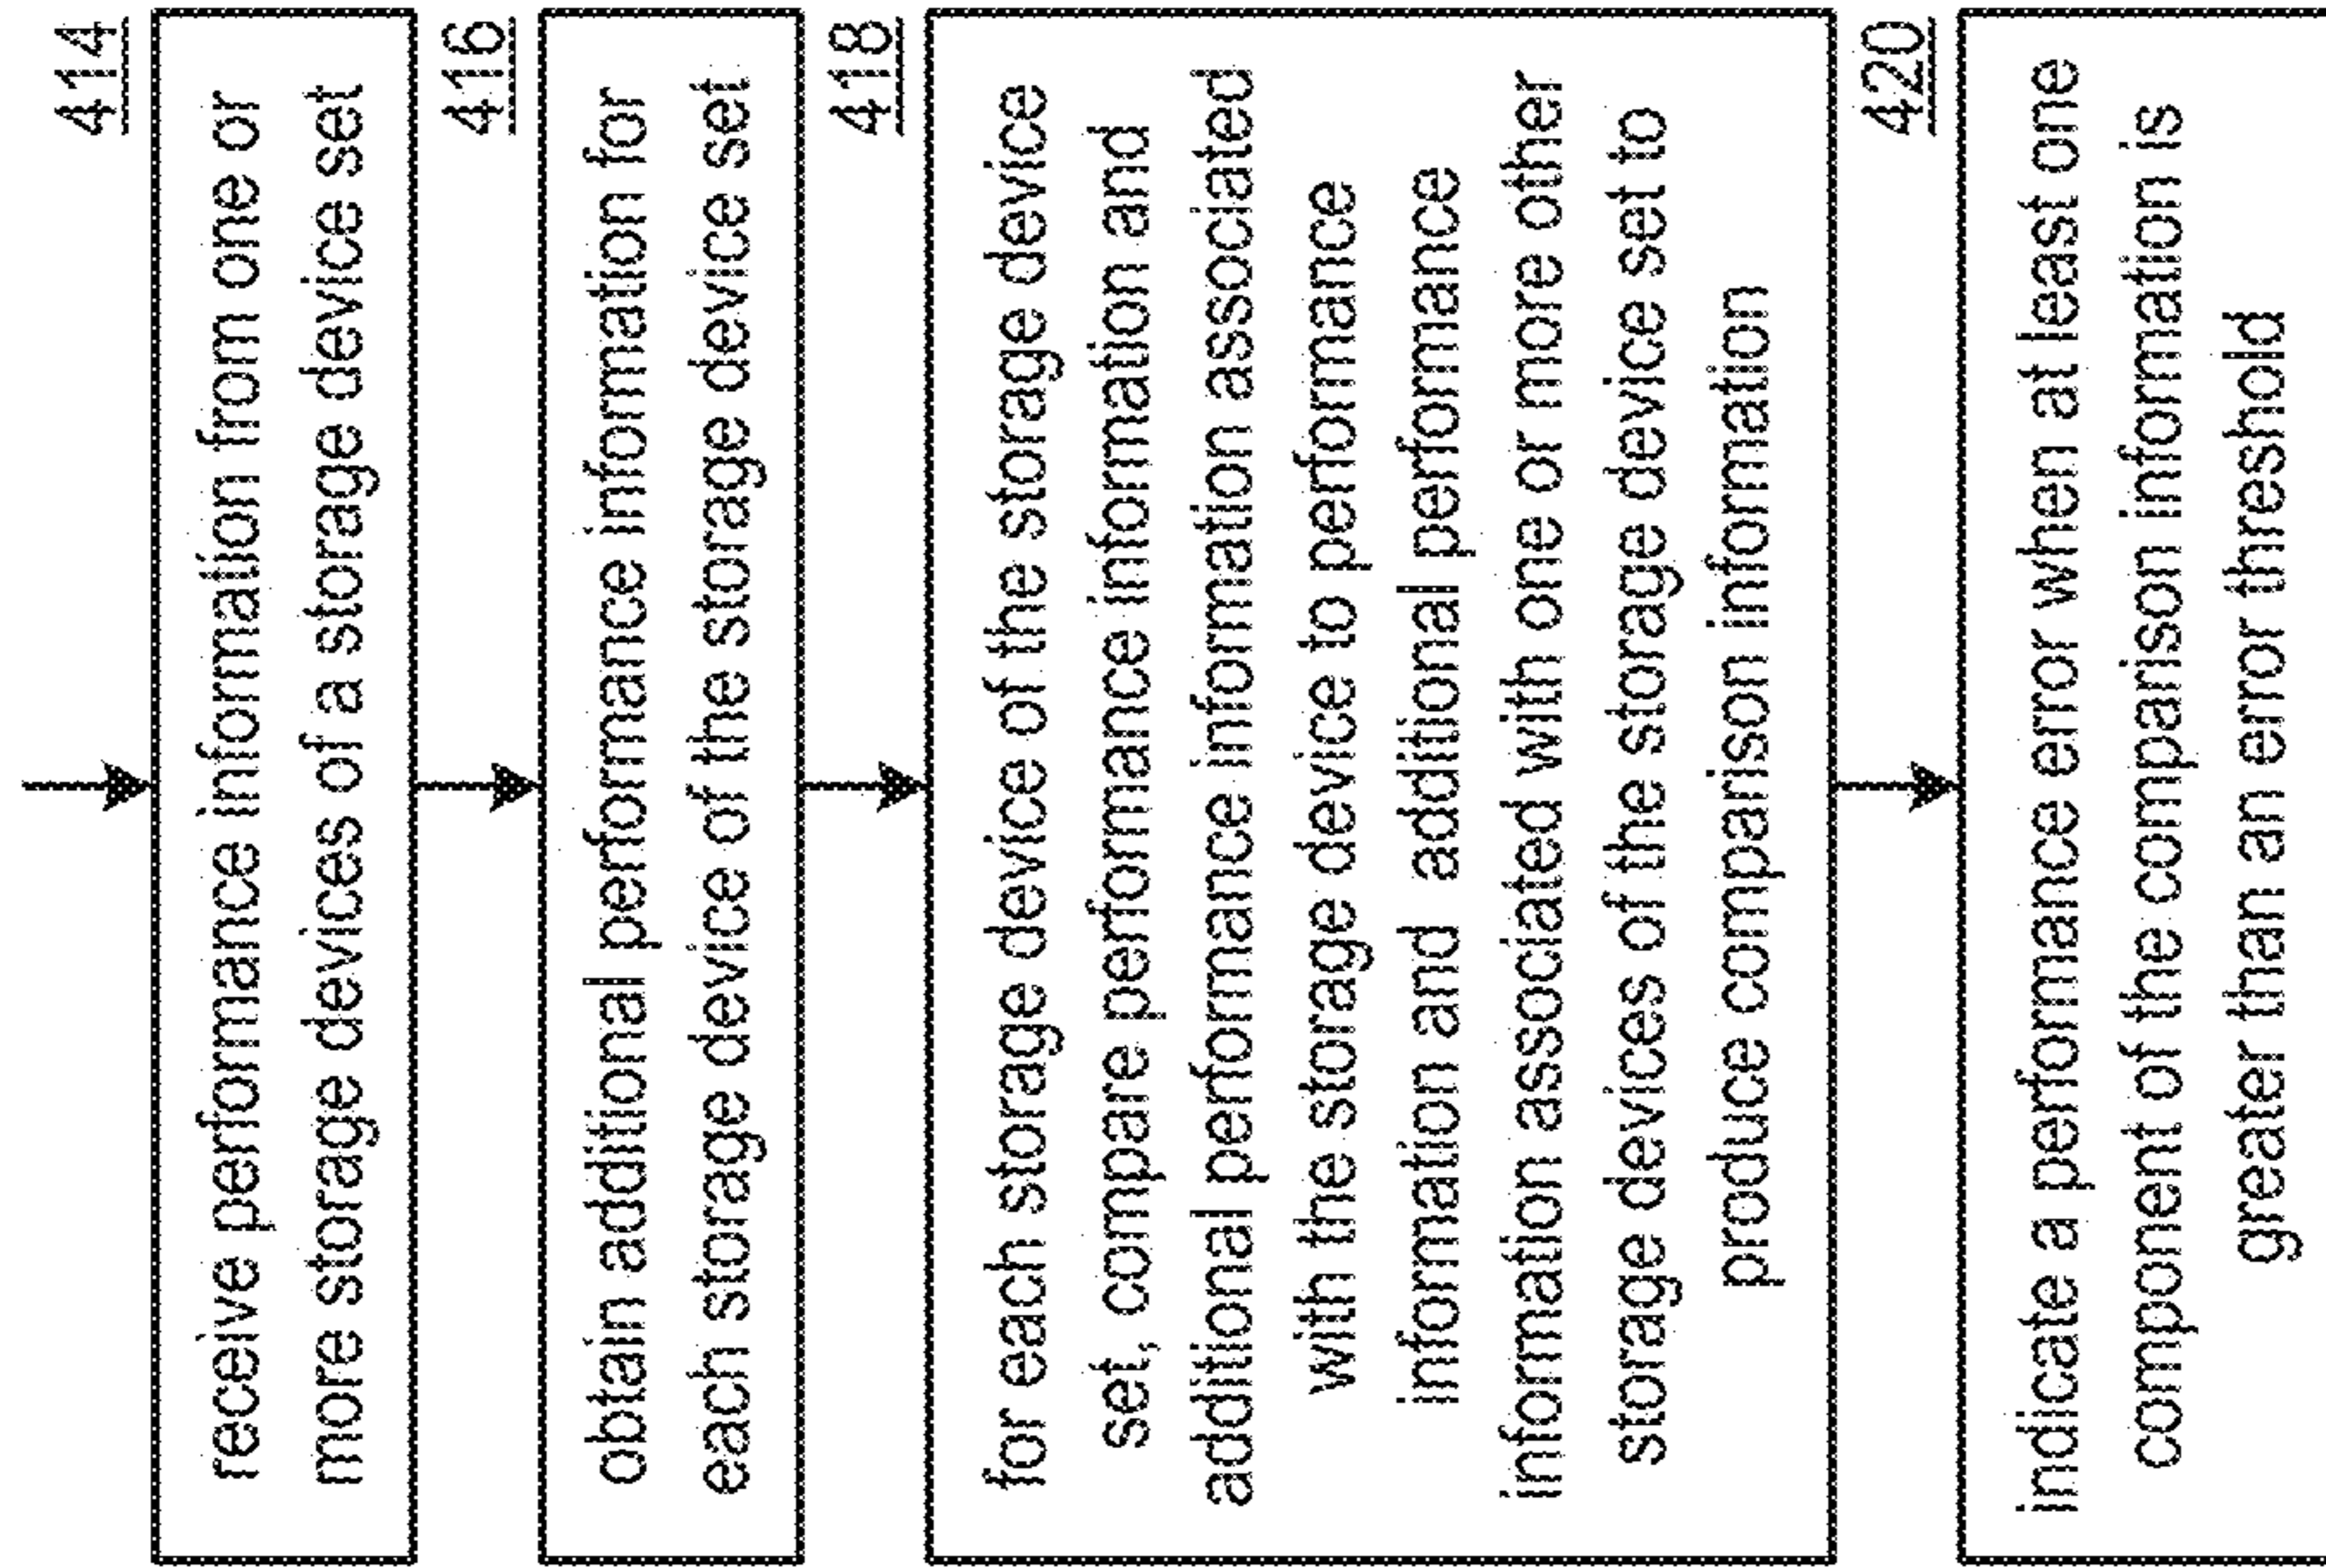 414
receive performance information from one or
more storage devices of a storage device set
416
obtain additional performance information for
each storage device of the storage device set
418
for each storage device of the storage device
set, compare performance information and
additional performance information associated
with the storage device to performance
information and additional performance
information associated with one or more other
storage devices of the storage device set to
produce comparison information
420
indicate a performance error when at least one
component of the comparison information is
greater than an error threshold